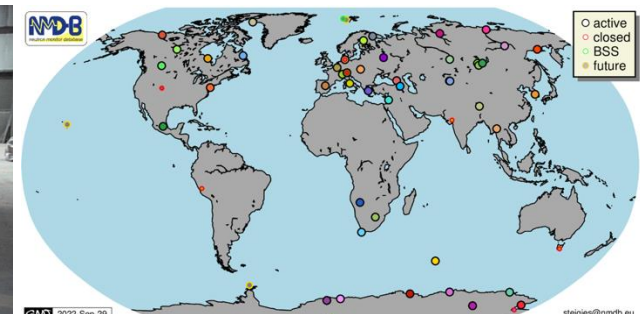 NMDB
neutron monitor database
active
closed
BSS
future
2022 Sep 29
steigies@nmdb.eu